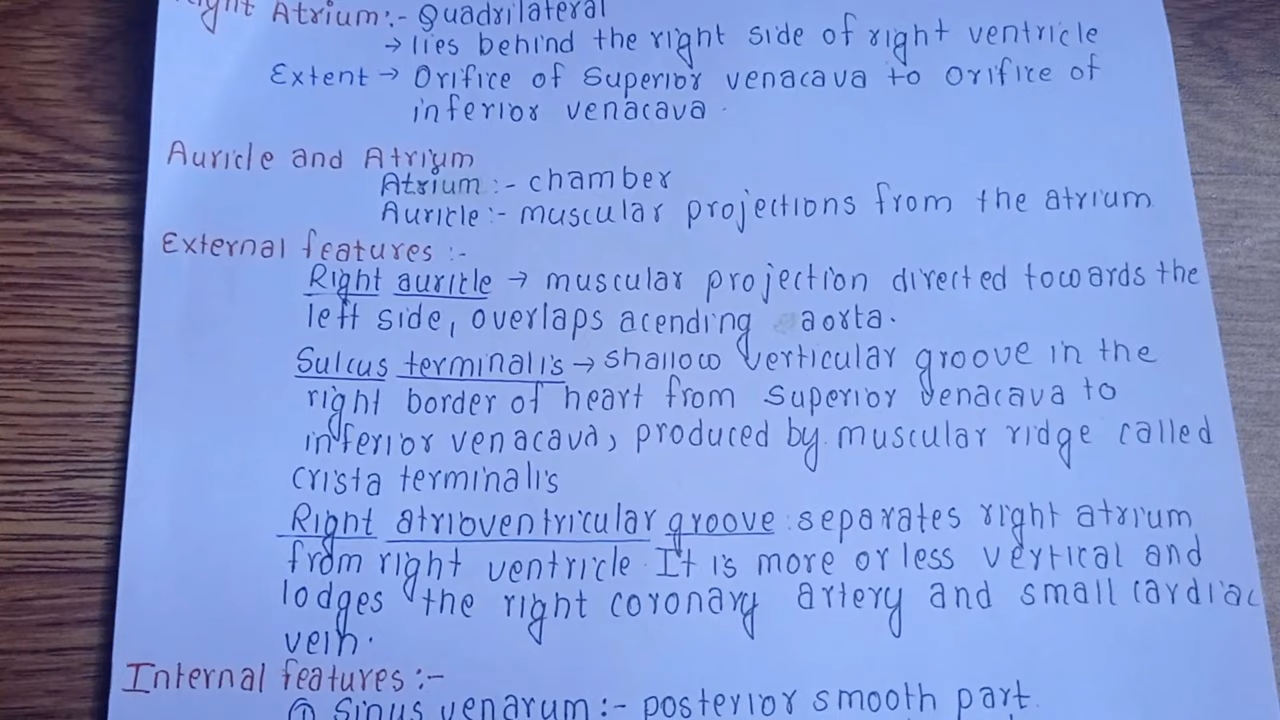 Right Atrium:- Quadrilateral
→ lies behind the right side of right ventricle
Extent → Orifice of Superior venacava to orifice of
inferior venacava.
Auricle and Atrium
Atrium:- chamber
Auricle:- muscular projections from the atrium
External features :-
Right auricle → muscular projection directed towards the
left side, overlaps acending aorta.
Sulcus terminalis → shallow verticular groove in the
right border of heart from superior venacava to
inferior venacava, produced by muscular ridge called
crista terminalis
Right atrioventricular groove : separates right atrium
from right ventricle. It is more or less vertical and
lodges the right coronary artery and small cardiac
vein.
Internal features :-
① Sinus venarum:- posterior smooth part